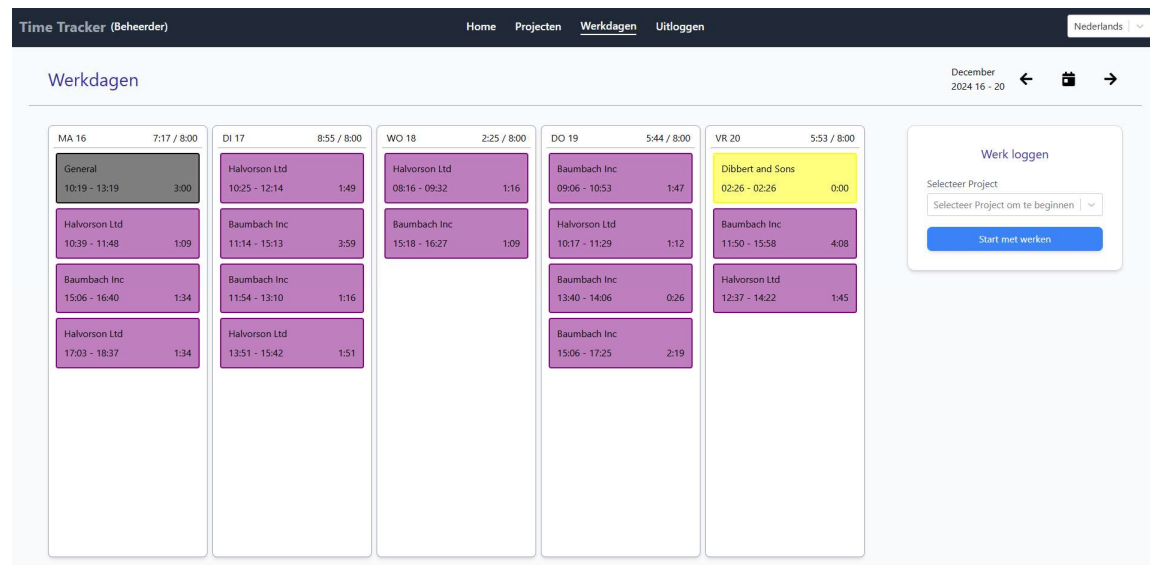 Time Tracker (Beheerder)
Home Projecten Werkdagen Uitloggen
Nederlands
Werkdagen
December
2024 16 - 20
MA 16 7:17 / 8:00
General
10:19 - 13:19 3:00
Halvorson Ltd
10:39 - 11:48 1:09
Baumbach Inc
15:06 - 16:40 1:34
Halvorson Ltd
17:03 - 18:37 1:34
DI 17 8:55 / 8:00
Halvorson Ltd
10:25 - 12:14 1:49
Baumbach Inc
11:14 - 15:13 3:59
Baumbach Inc
11:54 - 13:10 1:16
Halvorson Ltd
13:51 - 15:42 1:51
WO 18 2:25 / 8:00
Halvorson Ltd
08:16 - 09:32 1:16
Baumbach Inc
15:18 - 16:27 1:09
DO 19 5:44 / 8:00
Baumbach Inc
09:06 - 10:53 1:47
Halvorson Ltd
10:17 - 11:29 1:12
Baumbach Inc
13:40 - 14:06 0:26
Baumbach Inc
15:06 - 17:25 2:19
VR 20 5:53 / 8:00
Dibbert and Sons
02:26 - 02:26 0:00
Baumbach Inc
11:50 - 15:58 4:08
Halvorson Ltd
12:37 - 14:22 1:45
Werk loggen
Selecteer Project
Selecteer Project om te beginnen
Start met werken